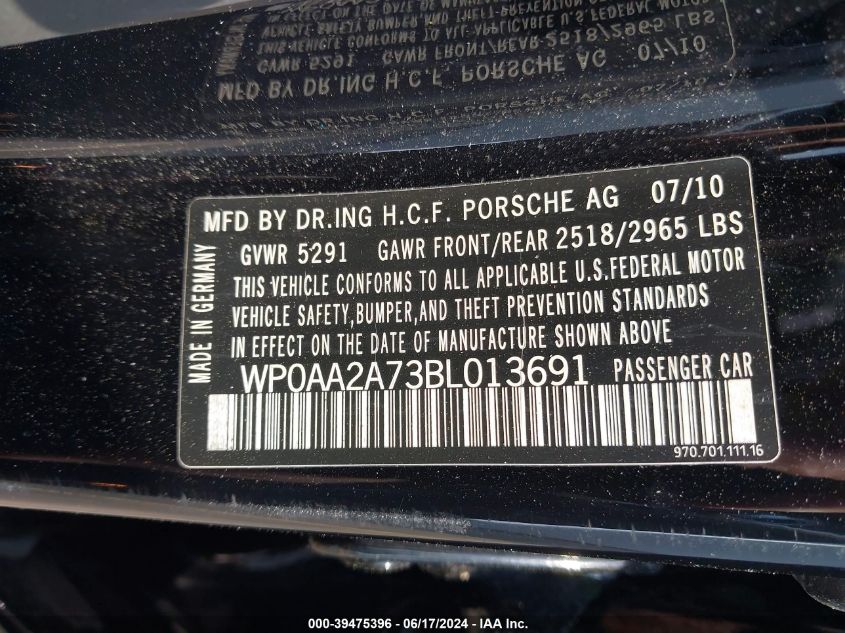 MFD BY DR.ING H.C.F. PORSCHE AG 07/10
GVWR 5291 GAWR FRONT/REAR 2518/2965 LBS
THIS VEHICLE CONFORMS TO ALL APPLICABLE U.S.FEDERAL MOTOR
VEHICLE SAFETY,BUMPER,AND THEFT PREVENTION STANDARDS
IN EFFECT ON THE DATE OF MANUFACTURE SHOWN ABOVE
MADE IN GERMANY
WP0AA2A73BL013691 PASSENGER CAR
970.701.111.16
000-39475396 - 06/17/2024 - IAA Inc.